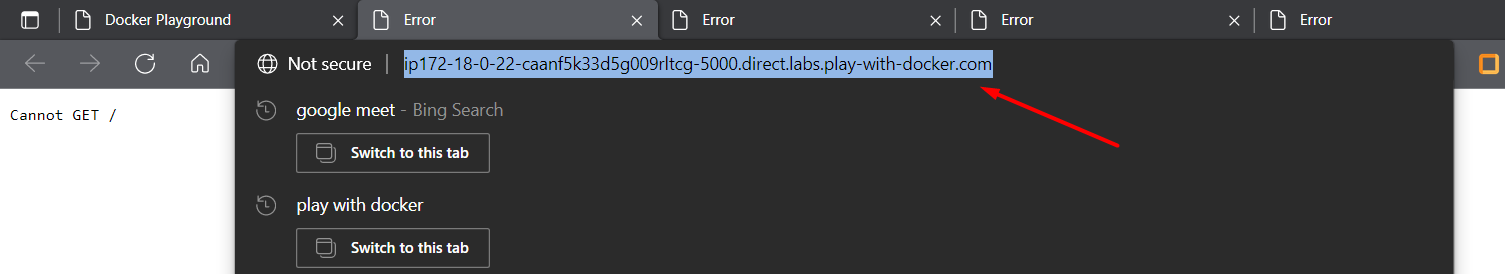 Docker Playground
Error
Error
Error
Error
Not secure
ip172-18-0-22-caanf5k33d5g009rltcg-5000.direct.labs.play-with-docker.com
Cannot GET /
google meet - Bing Search
Switch to this tab
play with docker
Switch to this tab